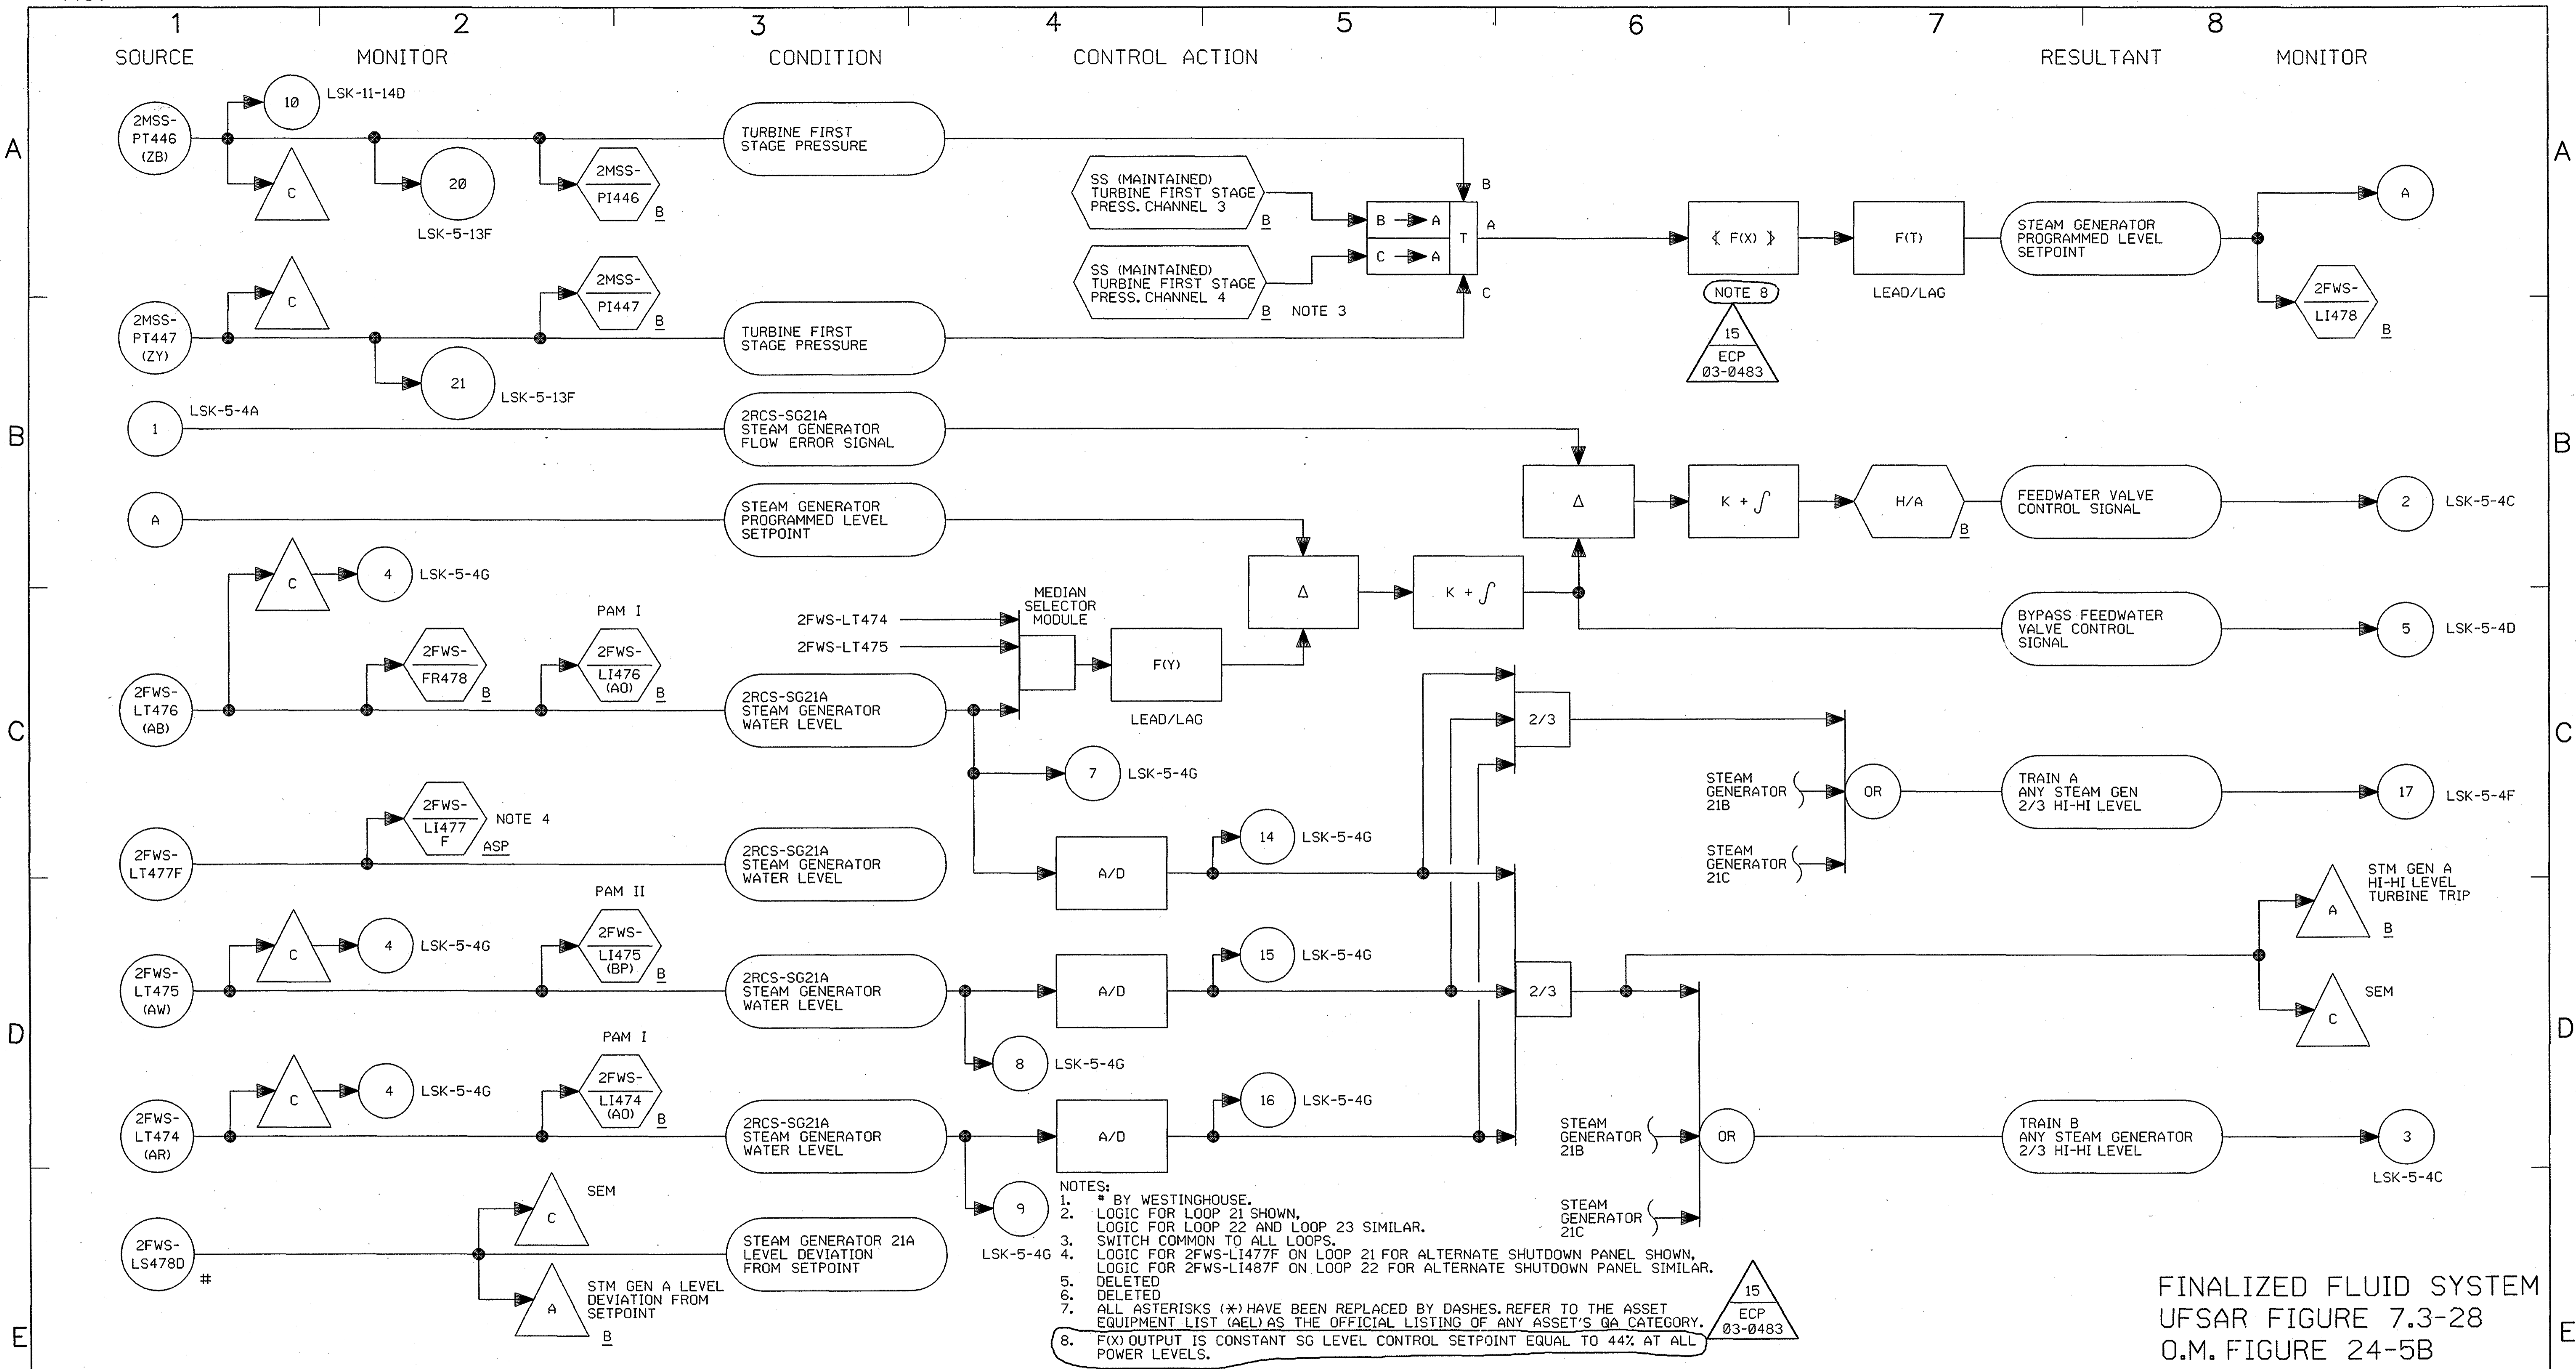 1 2 3 4 5 6 7 8
SOURCE MONITOR CONDITION CONTROL ACTION RESULTANT MONITOR
A
A
2MSS-
PT446
(ZB)
10
LSK-11-14D
C
20
LSK-5-13F
2MSS-
PI446
B
TURBINE FIRST
STAGE PRESSURE
SS (MAINTAINED)
TURBINE FIRST STAGE
PRESS. CHANNEL 3
B
SS (MAINTAINED)
TURBINE FIRST STAGE
PRESS. CHANNEL 4
B
NOTE 3
B
B → A
C → A
T
A
C
⟪ F(X) ⟫
NOTE 8
15
ECP
03-0483
F(T)
LEAD/LAG
STEAM GENERATOR
PROGRAMMED LEVEL
SETPOINT
A
2FWS-
LI478
B
2MSS-
PT447
(ZY)
C
21
LSK-5-13F
2MSS-
PI447
B
TURBINE FIRST
STAGE PRESSURE
B
B
1
LSK-5-4A
2RCS-SG21A
STEAM GENERATOR
FLOW ERROR SIGNAL
Δ
K + ∫
H/A
B
FEEDWATER VALVE
CONTROL SIGNAL
2
LSK-5-4C
A
STEAM GENERATOR
PROGRAMMED LEVEL
SETPOINT
Δ
K + ∫
BYPASS FEEDWATER
VALVE CONTROL
SIGNAL
5
LSK-5-4D
C
4
LSK-5-4G
2FWS-LT474
2FWS-LT475
MEDIAN
SELECTOR
MODULE
F(Y)
LEAD/LAG
C
C
2FWS-
LT476
(AB)
2FWS-
FR478
B
PAM I
2FWS-
LI476
(AO)
B
2RCS-SG21A
STEAM GENERATOR
WATER LEVEL
7
LSK-5-4G
2/3
STEAM
GENERATOR
21B
STEAM
GENERATOR
21C
OR
TRAIN A
ANY STEAM GEN
2/3 HI-HI LEVEL
17
LSK-5-4F
2FWS-
LT477F
2FWS-
LI477
F
NOTE 4
ASP
2RCS-SG21A
STEAM GENERATOR
WATER LEVEL
A/D
14
LSK-5-4G
A
B
STM GEN A
HI-HI LEVEL
TURBINE TRIP
D
D
2FWS-
LT475
(AW)
C
4
LSK-5-4G
PAM II
2FWS-
LI475
(BP)
B
2RCS-SG21A
STEAM GENERATOR
WATER LEVEL
A/D
15
LSK-5-4G
8
LSK-5-4G
2/3
C
SEM
2FWS-
LT474
(AR)
C
4
LSK-5-4G
PAM I
2FWS-
LI474
(AO)
B
2RCS-SG21A
STEAM GENERATOR
WATER LEVEL
A/D
16
LSK-5-4G
9
LSK-5-4G
STEAM
GENERATOR
21B
STEAM
GENERATOR
21C
OR
TRAIN B
ANY STEAM GENERATOR
2/3 HI-HI LEVEL
3
LSK-5-4C
2FWS-
LS478D
#
C
SEM
A
STM GEN A LEVEL
DEVIATION FROM
SETPOINT
B
STEAM GENERATOR 21A
LEVEL DEVIATION
FROM SETPOINT
E
E
NOTES:
1. # BY WESTINGHOUSE.
2. LOGIC FOR LOOP 21 SHOWN,
LOGIC FOR LOOP 22 AND LOOP 23 SIMILAR.
3. SWITCH COMMON TO ALL LOOPS.
4. LOGIC FOR 2FWS-LI477F ON LOOP 21 FOR ALTERNATE SHUTDOWN PANEL SHOWN,
LOGIC FOR 2FWS-LI487F ON LOOP 22 FOR ALTERNATE SHUTDOWN PANEL SIMILAR.
5. DELETED
6. DELETED
7. ALL ASTERISKS (*) HAVE BEEN REPLACED BY DASHES. REFER TO THE ASSET
EQUIPMENT LIST (AEL) AS THE OFFICIAL LISTING OF ANY ASSET'S QA CATEGORY.
8. F(X) OUTPUT IS CONSTANT SG LEVEL CONTROL SETPOINT EQUAL TO 44% AT ALL
POWER LEVELS.
15
ECP
03-0483
FINALIZED FLUID SYSTEM
UFSAR FIGURE 7.3-28
O.M. FIGURE 24-5B